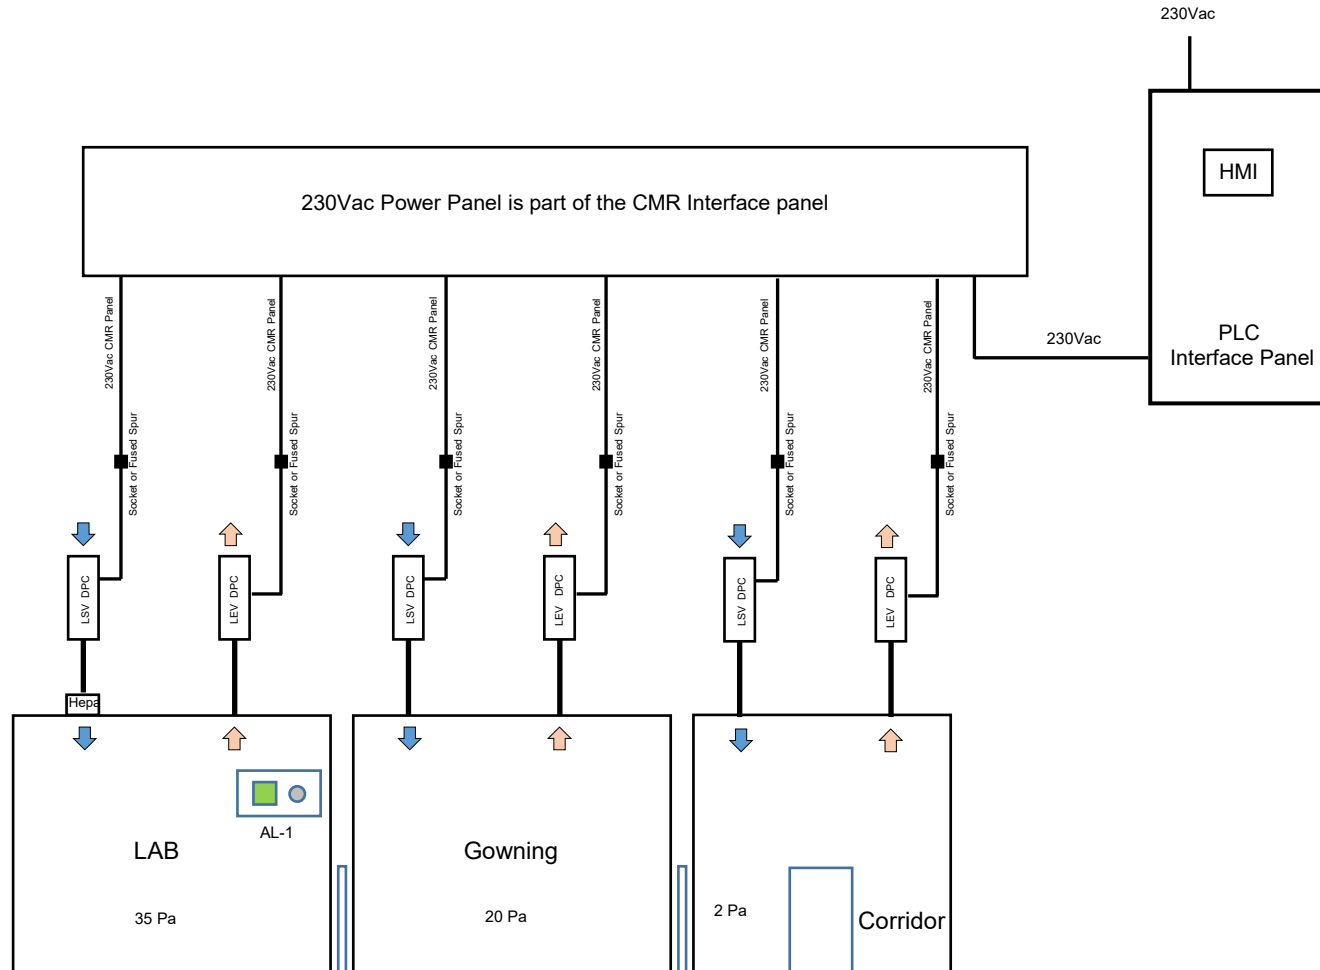 230Vac
HMI
230Vac Power Panel is part of the CMR Interface panel
PLC
Interface Panel
230Vac
230Vac CMR Panel
230Vac CMR Panel
230Vac CMR Panel
230Vac CMR Panel
230Vac CMR Panel
230Vac CMR Panel
Socket or Fused Spur
Socket or Fused Spur
Socket or Fused Spur
Socket or Fused Spur
Socket or Fused Spur
Socket or Fused Spur
LSV DPC
LEV DPC
LSV DPC
LEV DPC
LSV DPC
LEV DPC
Hepa
AL-1
LAB
35 Pa
Gowning
20 Pa
2 Pa
Corridor